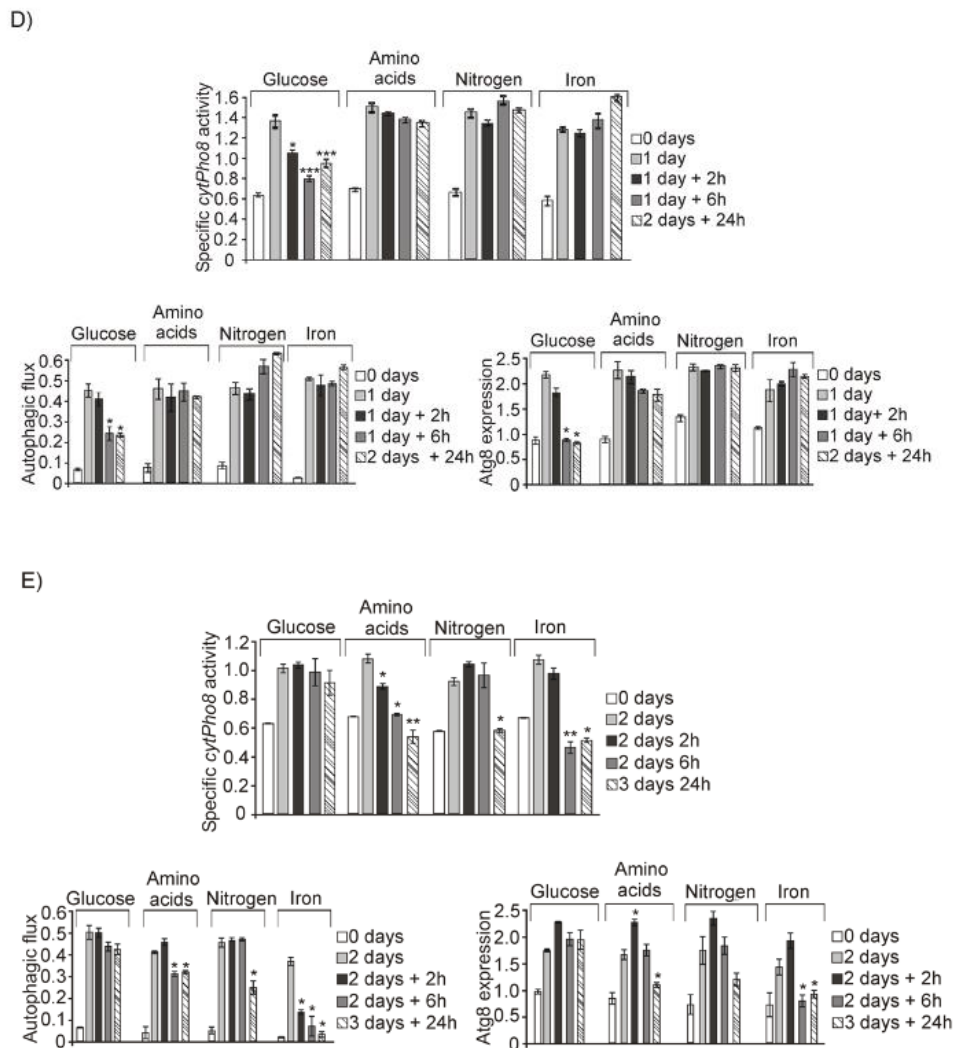 D)
Glucose Amino acids Nitrogen Iron
Specific cytPho8 activity
1.6
1.4
1.2
1.0
0.8
0.6
0.4
0.2
0
* *** ***
0 days
1 day
1 day + 2h
1 day + 6h
2 days + 24h
Glucose Amino acids Nitrogen Iron
Autophagic flux
0.6
0.5
0.4
0.3
0.2
0.1
0
* *
0 days
1 day
1 day + 2h
1 day + 6h
2 days + 24h
Glucose Amino acids Nitrogen Iron
Atg8 expression
2.5
2.0
1.5
1.0
0.5
0
* *
0 days
1 day
1 day+ 2h
1 day + 6h
2 days + 24h
E)
Glucose Amino acids Nitrogen Iron
Specific cytPho8 activity
1.2
1.0
0.8
0.6
0.4
0.2
0
* * ** * ** *
0 days
2 days
2 days 2h
2 days 6h
3 days 24h
Glucose Amino acids Nitrogen Iron
Autophagic flux
0.6
0.5
0.4
0.3
0.2
0.1
0
* * * * * *
0 days
2 days
2 days + 2h
2 days + 6h
3 days + 24h
Glucose Amino acids Nitrogen Iron
Atg8 expression
2.5
2.0
1.5
1.0
0.5
0
* * * *
0 days
2 days
2 days + 2h
2 days + 6h
3 days + 24h